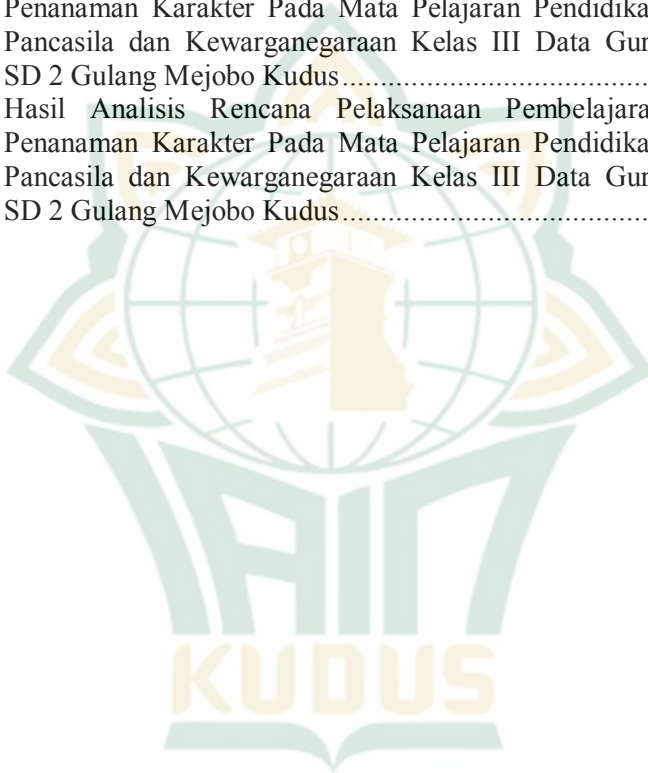 Penanaman Karakter Pada Mata Pelajaran Pendidika
Pancasila dan Kewarganegaraan Kelas III Data Gur
SD 2 Gulang Mejobo Kudus....................................
Hasil Analisis Rencana Pelaksanaan Pembelajara
Penanaman Karakter Pada Mata Pelajaran Pendidika
Pancasila dan Kewarganegaraan Kelas III Data Gur
SD 2 Gulang Mejobo Kudus....................................
IAIN
KUDUS